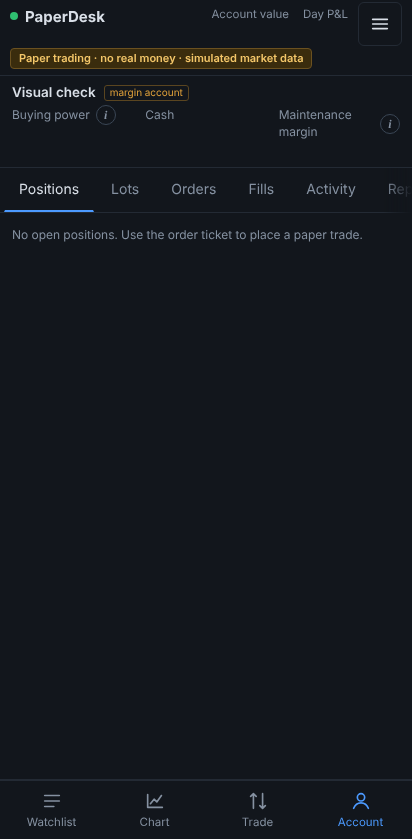 PaperDesk
Account value Day P&L
Paper trading · no real money · simulated market data
Visual check margin account
Buying power i Cash Maintenance margin i
Positions Lots Orders Fills Activity
No open positions. Use the order ticket to place a paper trade.
Watchlist Chart Trade Account